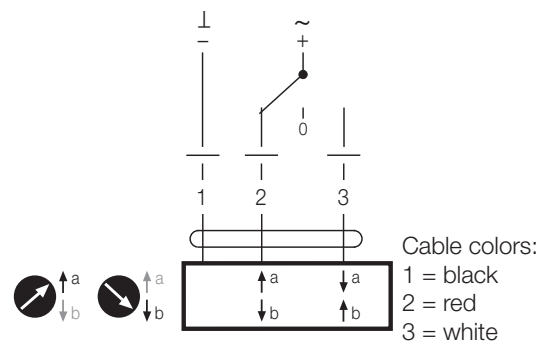 ⊥ ~
– +
0
1 2 3
a a a a
b b b b
Cable colors:
1 = black
2 = red
3 = white